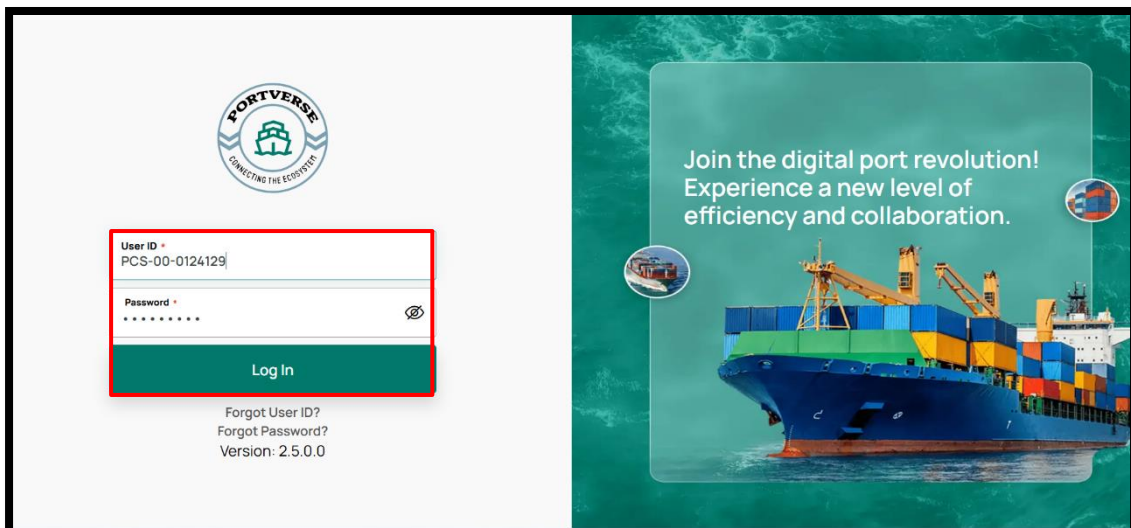 PORTVERSE
CONNECTING THE ECOSYSTEM
User ID *
PCS-00-0124129
Password *
Log In
Forgot User ID?
Forgot Password?
Version: 2.5.0.0
Join the digital port revolution!
Experience a new level of
efficiency and collaboration.